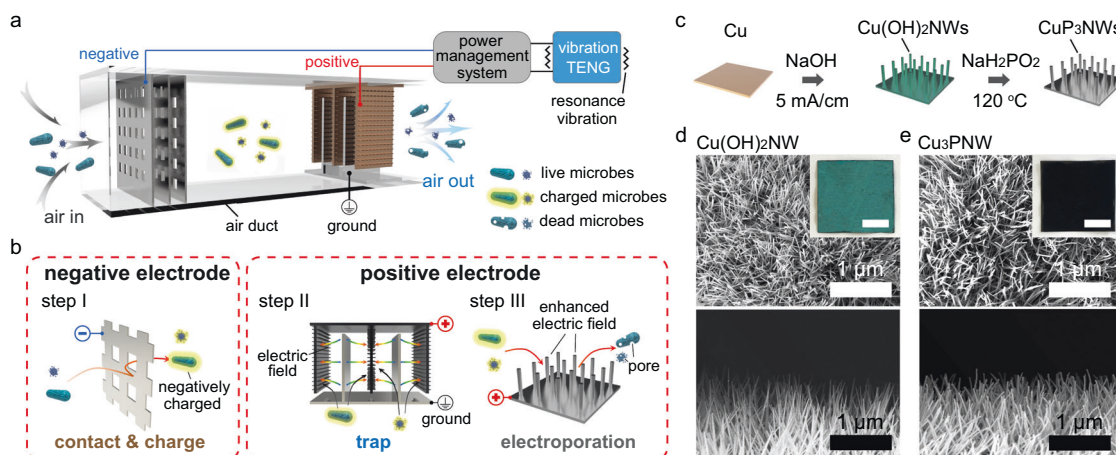 a
negative
positive
power
management
system
vibration
TENG
resonance
vibration
air in
air duct
ground
air out
live microbes
charged microbes
dead microbes
b
negative electrode
step I
negatively
charged
contact & charge
positive electrode
step II
electric
field
ground
trap
step III
enhanced
electric field
pore
electroporation
c
Cu
NaOH
5 mA/cm
Cu(OH)2NWs
NaH2PO2
120 °C
CuP3NWs
d
Cu(OH)2NW
1 µm
1 µm
e
Cu3PNW
1 µm
1 µm